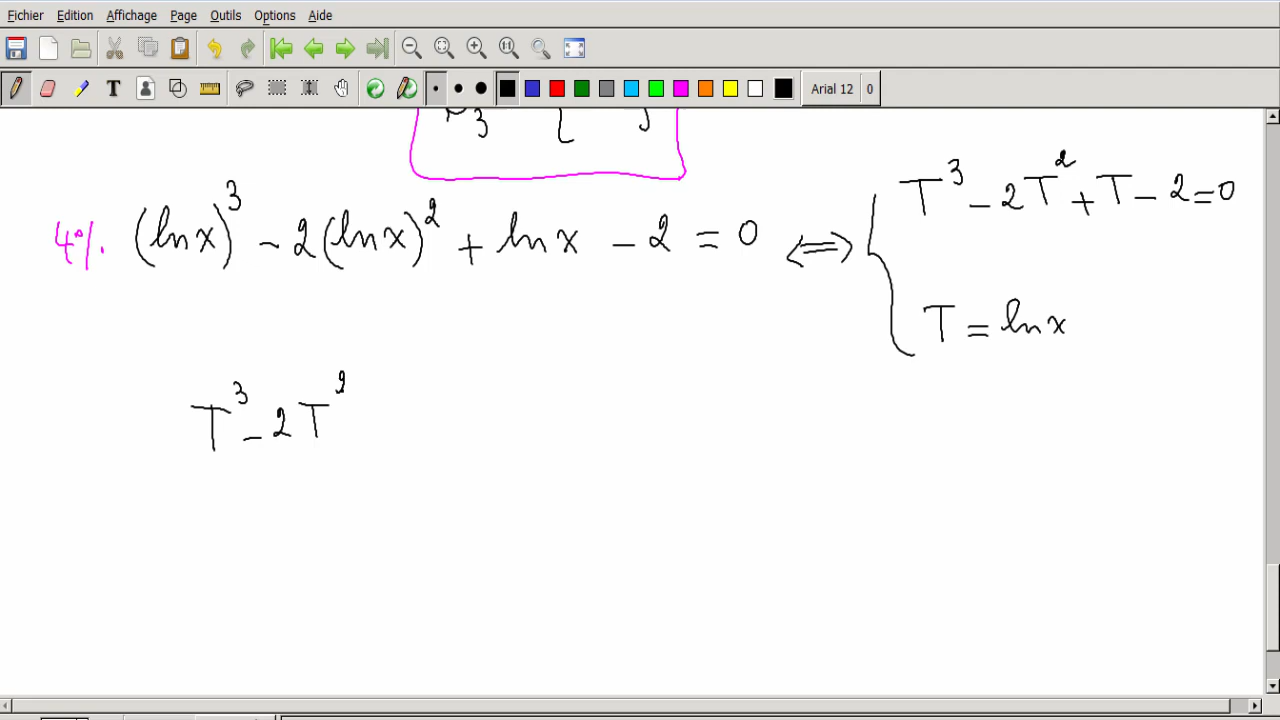 Fichier Edition Affichage Page Outils Options Aide
T Arial 12 0
4°/. (ln x)³ - 2(ln x)² + ln x - 2 = 0 ⟺ { T³ - 2T² + T - 2 = 0
T = ln x
T³ - 2T²